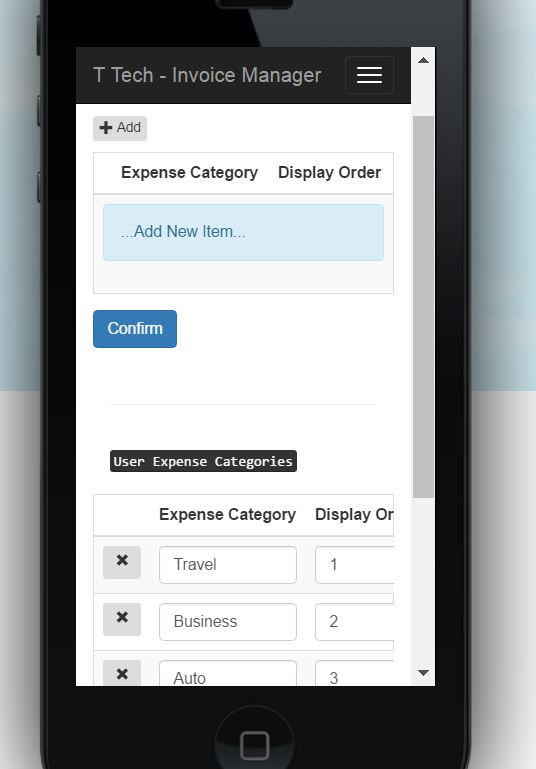 T Tech - Invoice Manager
Add
Expense Category Display Order
...Add New Item...
Confirm
User Expense Categories
Expense Category Display Or
Travel 1
Business 2
Auto 3